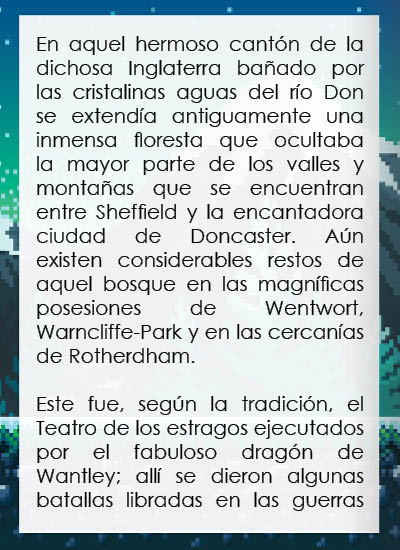 En aquel hermoso cantón de la
dichosa Inglaterra bañado por
las cristalinas aguas del río Don
se extendía antiguamente una
inmensa floresta que ocultaba
la mayor parte de los valles y
montañas que se encuentran
entre Sheffield y la encantadora
ciudad de Doncaster. Aún
existen considerables restos de
aquel bosque en las magníficas
posesiones de Wentwort,
Warncliffe-Park y en las cercanías
de Rotherdham.
Este fue, según la tradición, el
Teatro de los estragos ejecutados
por el fabuloso dragón de
Wantley; allí se dieron algunas
batallas libradas en las guerras